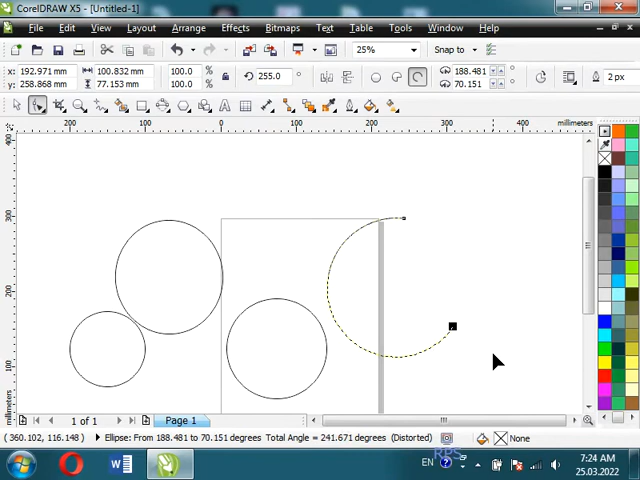 CorelDRAW X5 - [Untitled-1]
File Edit View Layout Arrange Effects Bitmaps Text Table Tools Window Help
25% Snap to
x: 192.971 mm 100.832 mm 100.0 % 255.0 ° 188.481 ° 2 px
y: 258.868 mm 77.153 mm 100.0 % 70.151 °
200 100 0 100 200 300 400 millimeters
400
300
200
100
millimeters
1 of 1 Page 1
(360.102, 116.148) Ellipse: From 188.481 to 70.151 degrees Total Angle = 241.671 degrees (Distorted) None
RPS
EN 7:24 AM
25.03.2022